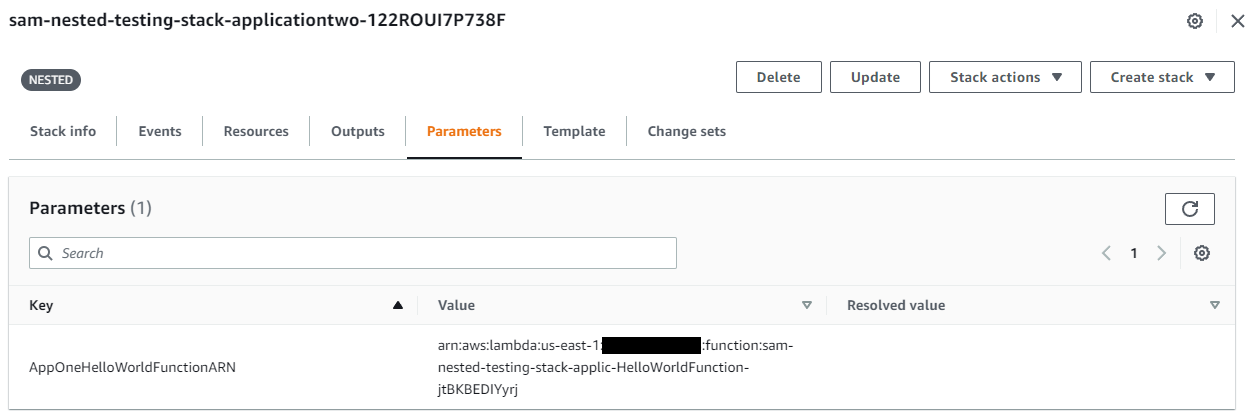 sam-nested-testing-stack-applicationtwo-122ROUI7P738F
NESTED
Delete
Update
Stack actions
Create stack
Stack info
Events
Resources
Outputs
Parameters
Template
Change sets
Parameters (1)
Search
1
Key
Value
Resolved value
AppOneHelloWorldFunctionARN
arn:aws:lambda:us-east-1: :function:sam-
nested-testing-stack-applic-HelloWorldFunction-
jtBKBEDIYyrj